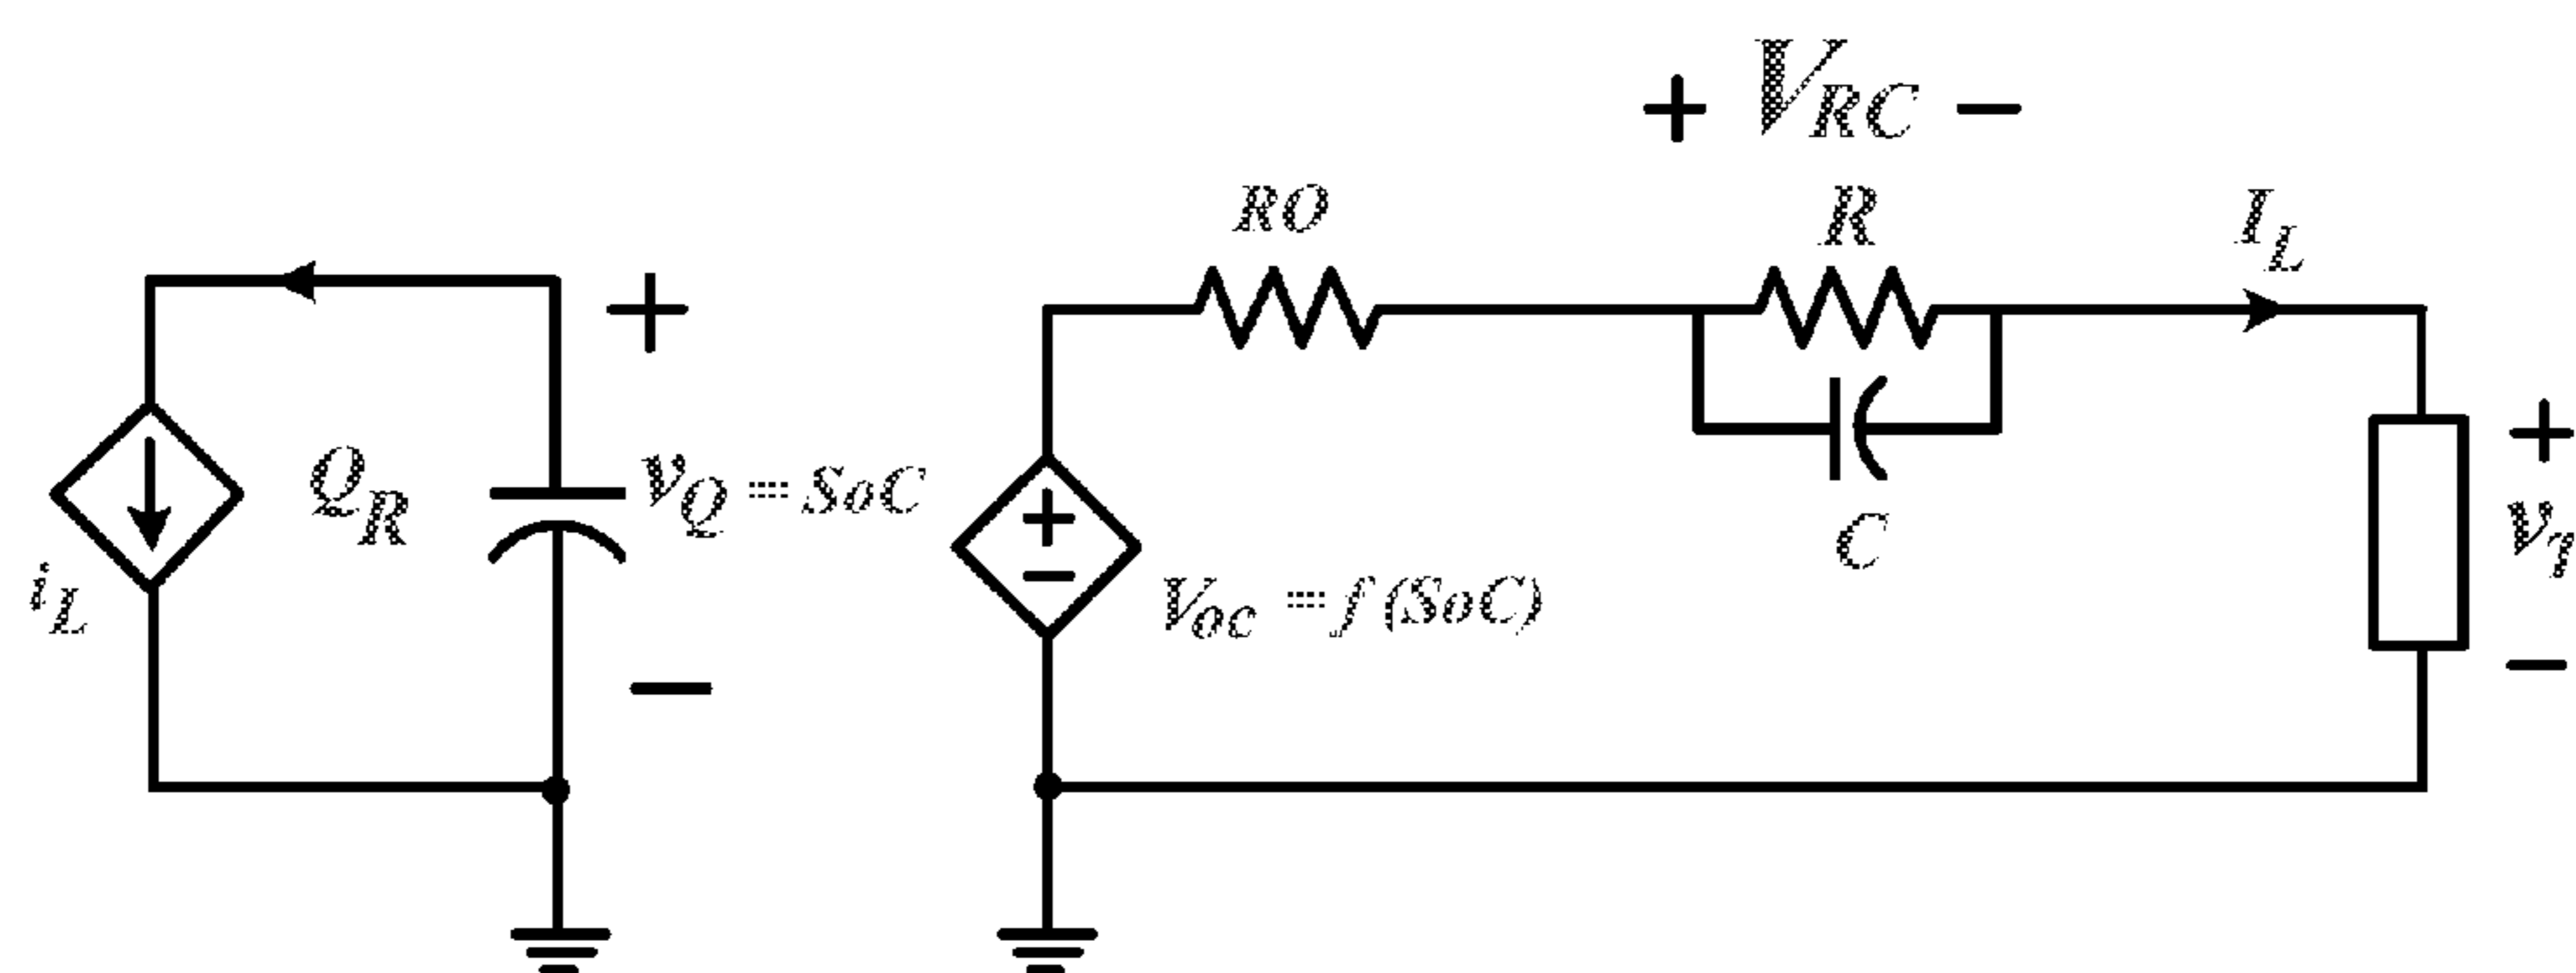 + V_RC −
RO
R
I_L
+
Q_R
v_Q = SoC
i_L
−
+
−
V_oc = f(SoC)
C
+
−